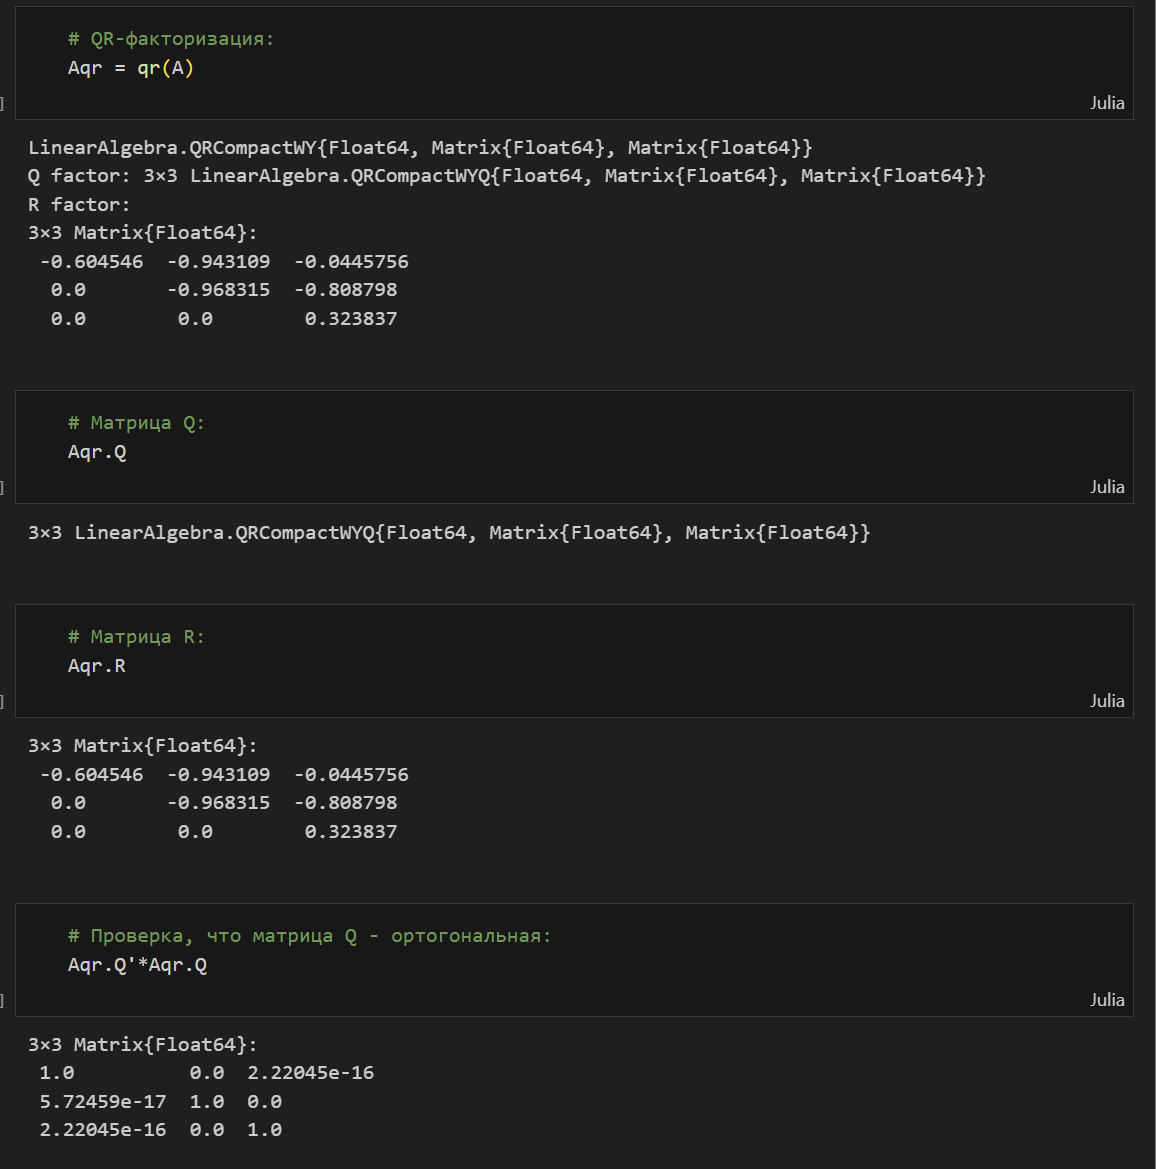 # QR-факторизация:
Aqr = qr(A)
]
Julia
LinearAlgebra.QRCompactWY{Float64, Matrix{Float64}, Matrix{Float64}}
Q factor: 3×3 LinearAlgebra.QRCompactWYQ{Float64, Matrix{Float64}, Matrix{Float64}}
R factor:
3×3 Matrix{Float64}:
 -0.604546  -0.943109  -0.0445756
  0.0       -0.968315  -0.808798
  0.0        0.0        0.323837
# Матрица Q:
Aqr.Q
]
Julia
3×3 LinearAlgebra.QRCompactWYQ{Float64, Matrix{Float64}, Matrix{Float64}}
# Матрица R:
Aqr.R
]
Julia
3×3 Matrix{Float64}:
 -0.604546  -0.943109  -0.0445756
  0.0       -0.968315  -0.808798
  0.0        0.0        0.323837
# Проверка, что матрица Q - ортогональная:
Aqr.Q'*Aqr.Q
]
Julia
3×3 Matrix{Float64}:
 1.0          0.0  2.22045e-16
 5.72459e-17  1.0  0.0
 2.22045e-16  0.0  1.0